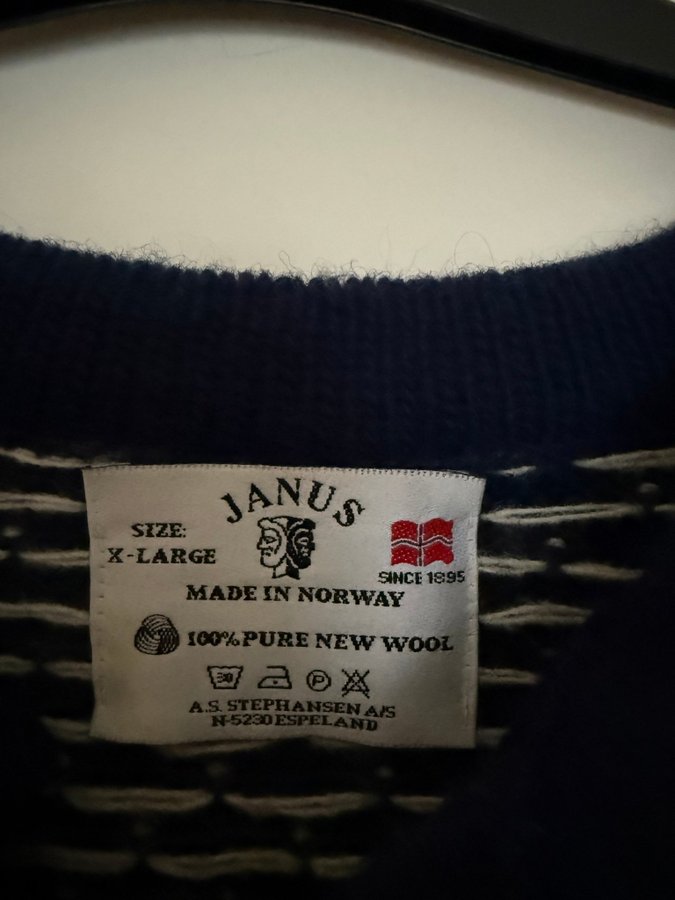 JANUS
SIZE:
X-LARGE
SINCE 1895
MADE IN NORWAY
100% PURE NEW WOOL
30 P
A.S. STEPHANSEN A/S
N-5230 ESPELAND